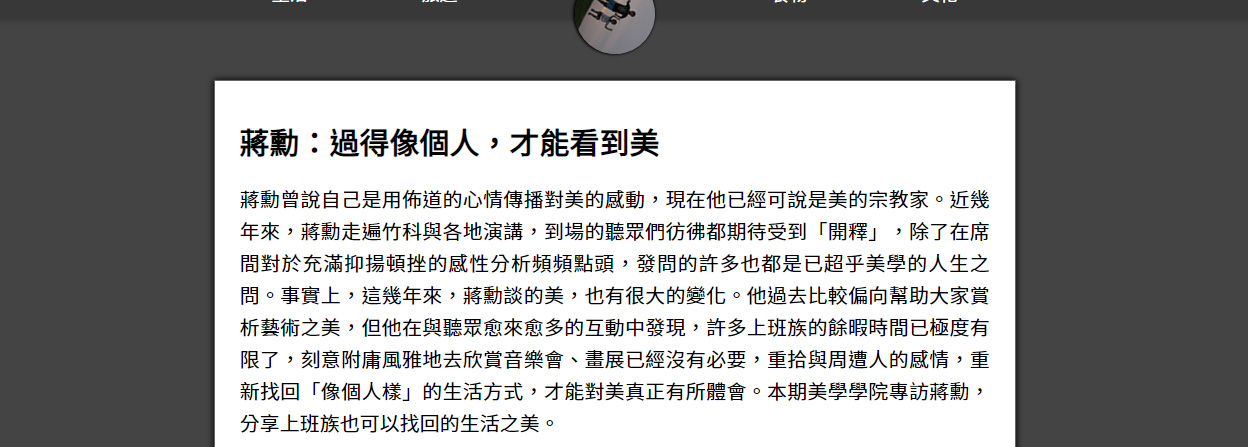 蔣勳：過得像個人，才能看到美
蔣勳曾說自己是用佈道的心情傳播對美的感動，現在他已經可說是美的宗教家。近幾
年來，蔣勳走遍竹科與各地演講，到場的聽眾們彷彿都期待受到「開釋」，除了在席
間對於充滿抑揚頓挫的感性分析頻頻點頭，發問的許多也都是已超乎美學的人生之
問。事實上，這幾年來，蔣勳談的美，也有很大的變化。他過去比較偏向幫助大家賞
析藝術之美，但他在與聽眾愈來愈多的互動中發現，許多上班族的餘暇時間已極度有
限了，刻意附庸風雅地去欣賞音樂會、畫展已經沒有必要，重拾與周遭人的感情，重
新找回「像個人樣」的生活方式，才能對美真正有所體會。本期美學學院專訪蔣勳，
分享上班族也可以找回的生活之美。